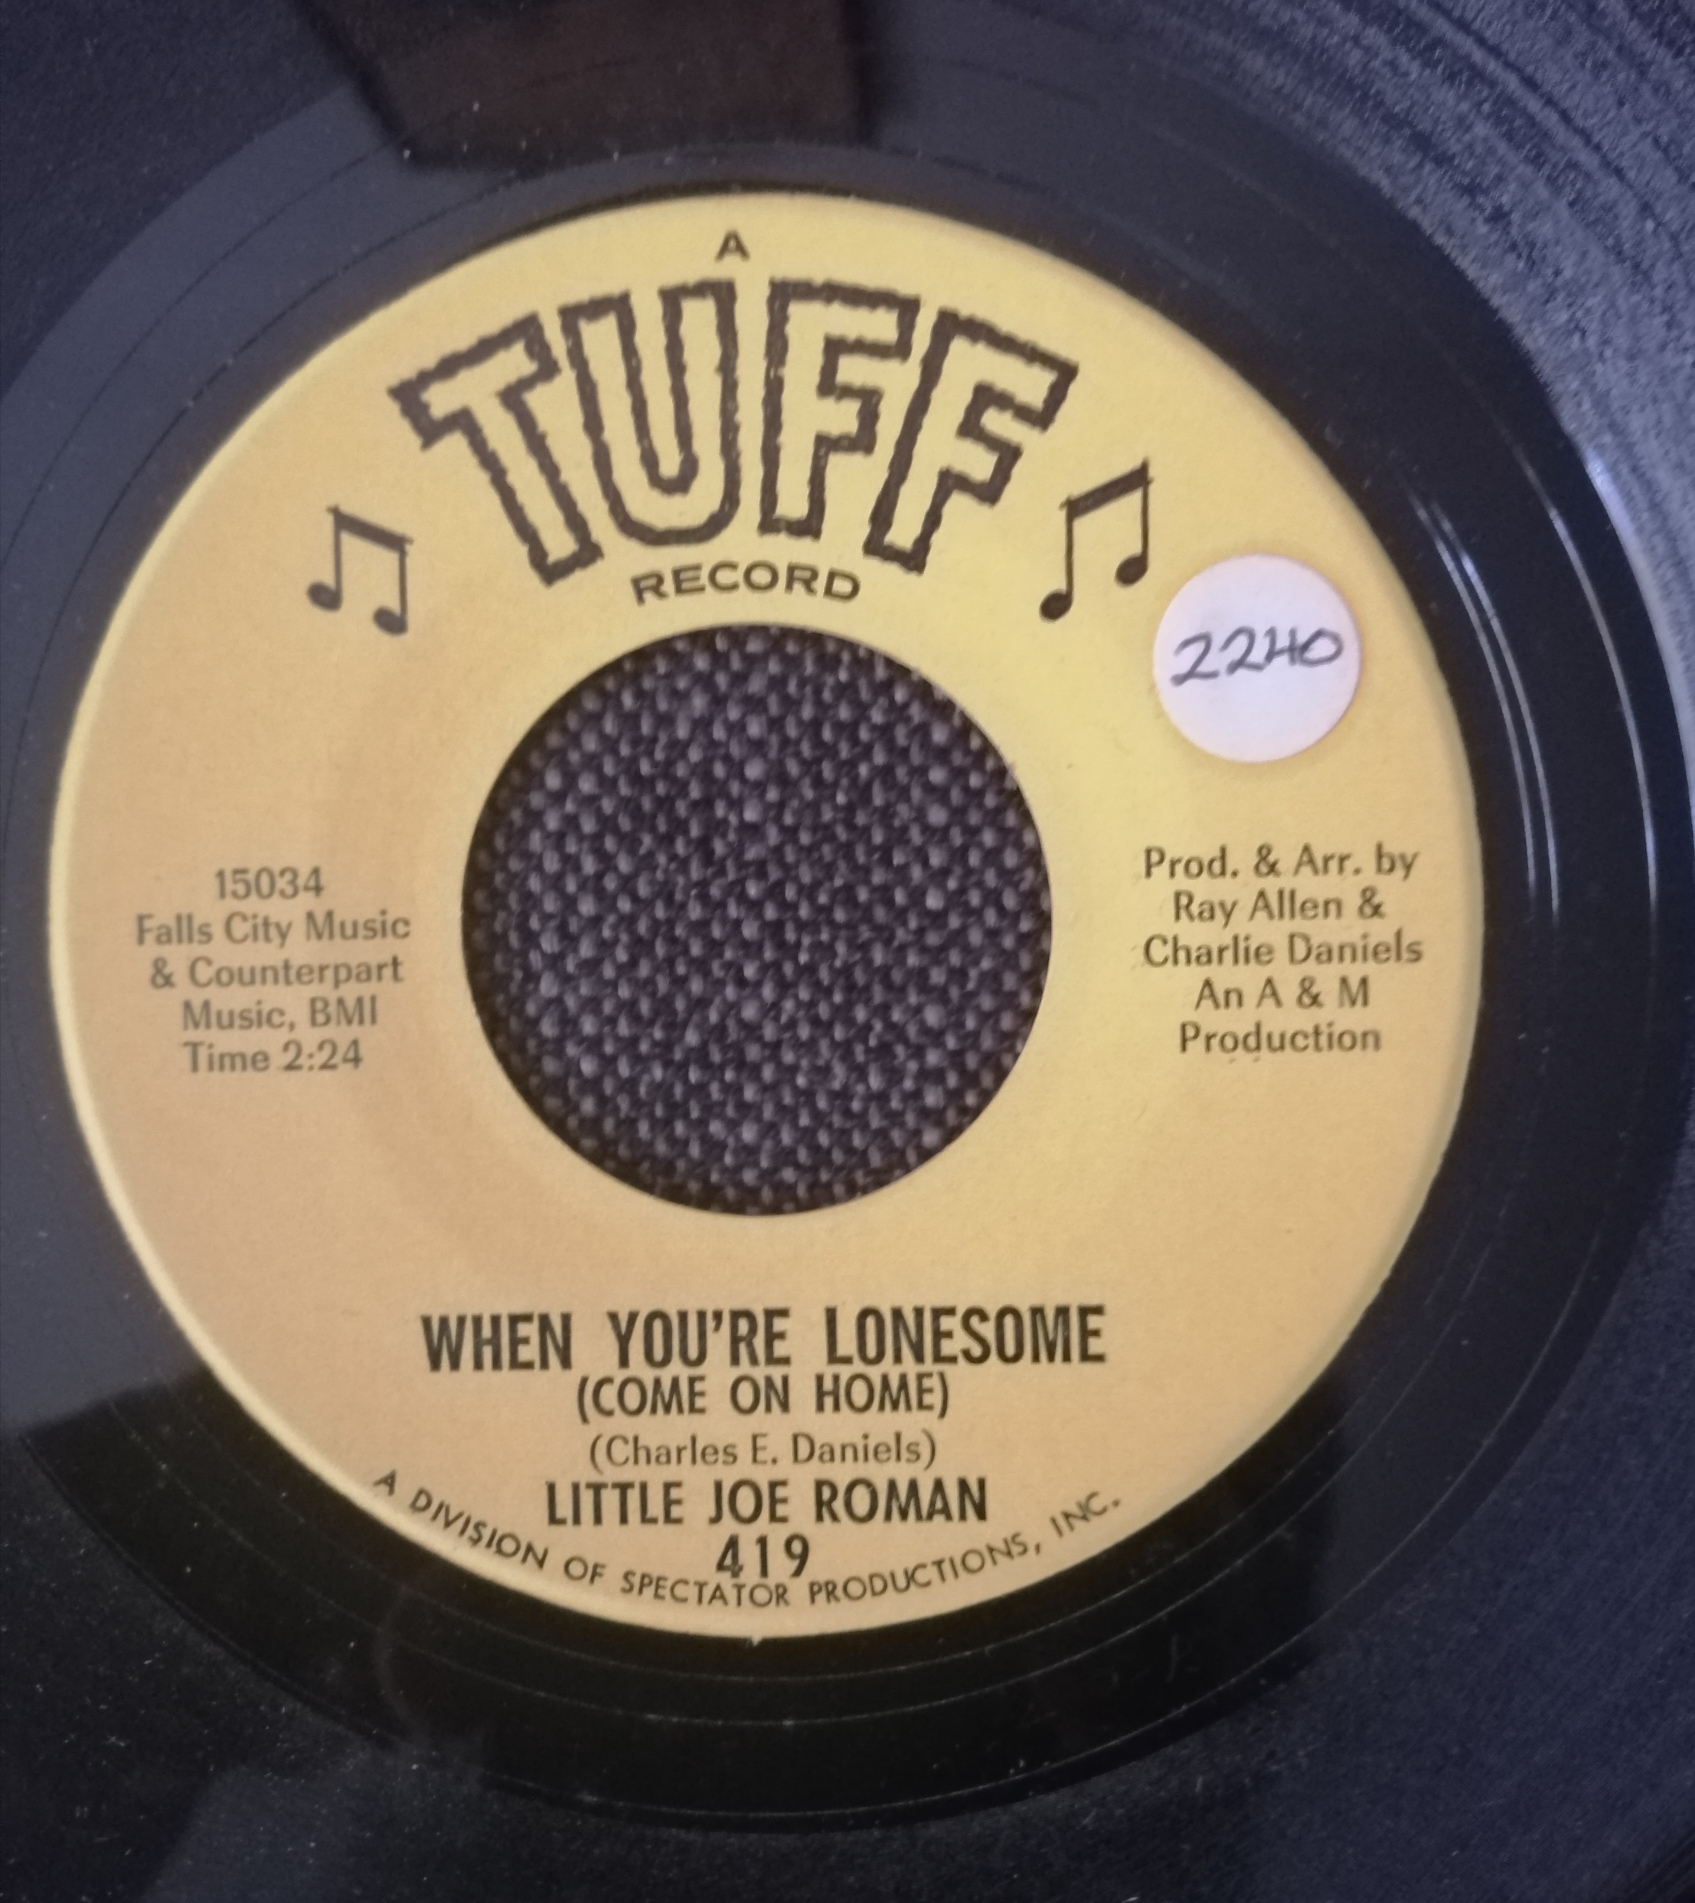 A
TUFF
RECORD
2240
15034
Falls City Music
& Counterpart
Music, BMI
Time 2:24
Prod. & Arr. by
Ray Allen &
Charlie Daniels
An A & M
Production
WHEN YOU'RE LONESOME
(COME ON HOME)
(Charles E. Daniels)
LITTLE JOE ROMAN
419
A DIVISION OF SPECTATOR PRODUCTIONS, INC.